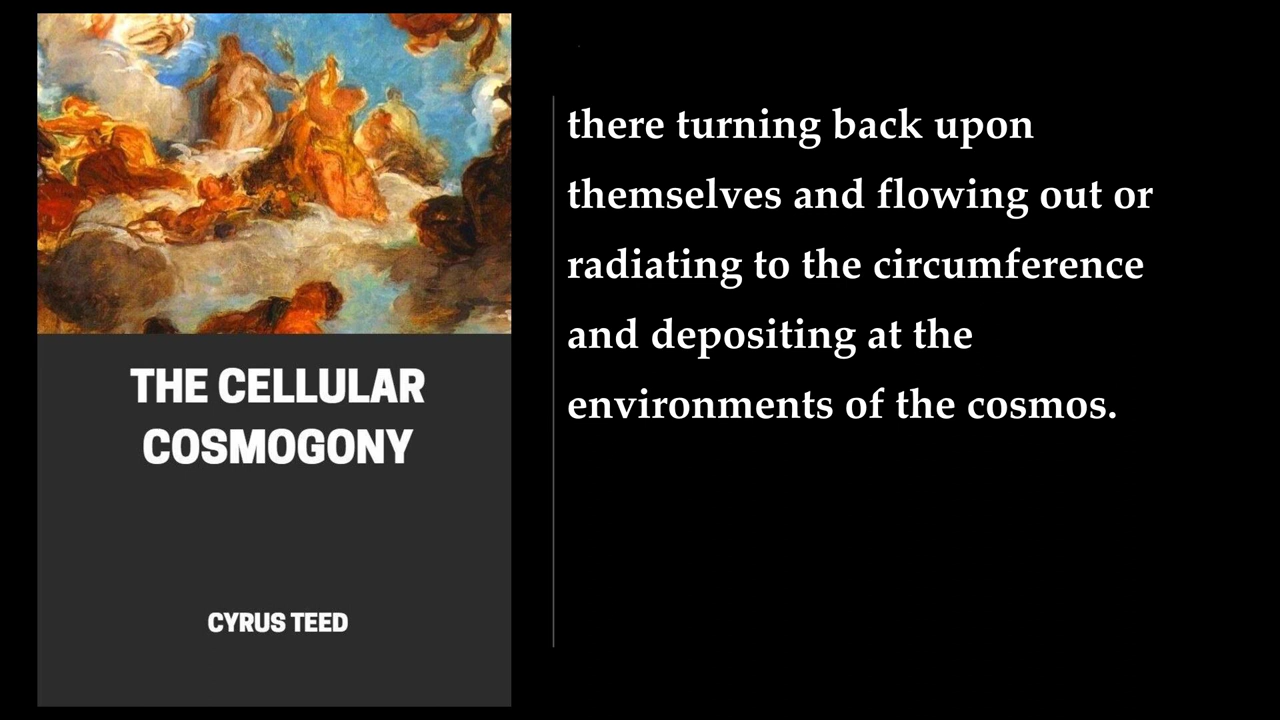 THE CELLULAR
COSMOGONY
CYRUS TEED
there turning back upon
themselves and flowing out or
radiating to the circumference
and depositing at the
environments of the cosmos.